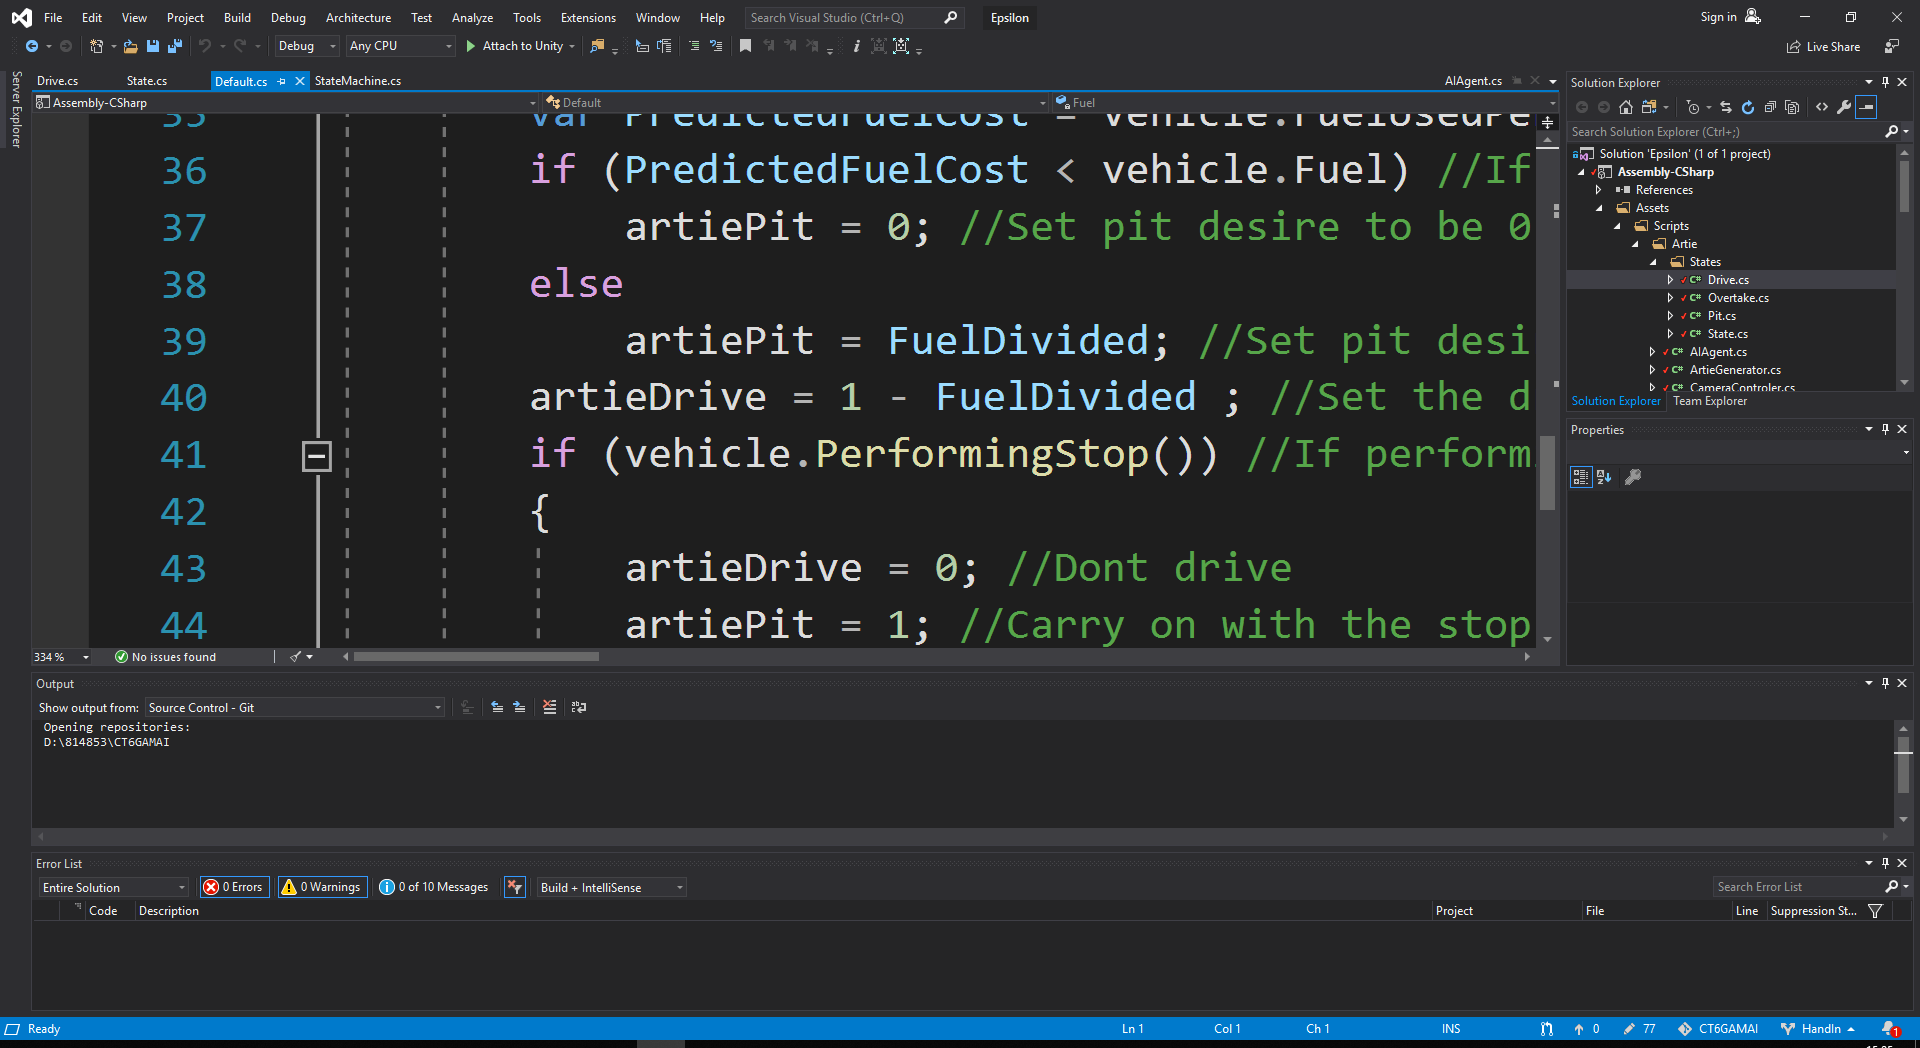 File Edit View Project Build Debug Architecture Test Analyze Tools Extensions Window Help Search Visual Studio (Ctrl+Q) Epsilon Sign in
Debug Any CPU Attach to Unity Live Share
Server Explorer
Drive.cs State.cs Default.cs StateMachine.cs AIAgent.cs
Assembly-CSharp Default Fuel
35 var PredictedFuelCost = vehicle.FuelUsedPe
36 if (PredictedFuelCost < vehicle.Fuel) //If
37 artiePit = 0; //Set pit desire to be 0
38 else
39 artiePit = FuelDivided; //Set pit desi
40 artieDrive = 1 - FuelDivided ; //Set the d
41 if (vehicle.PerformingStop()) //If perform
42 {
43 artieDrive = 0; //Dont drive
44 artiePit = 1; //Carry on with the stop
334 % No issues found
Solution Explorer
Search Solution Explorer (Ctrl+;)
Solution 'Epsilon' (1 of 1 project)
Assembly-CSharp
References
Assets
Scripts
Artie
States
C# Drive.cs
C# Overtake.cs
C# Pit.cs
C# State.cs
C# AIAgent.cs
C# ArtieGenerator.cs
C# CameraControler.cs
Solution Explorer Team Explorer
Properties
Output
Show output from: Source Control - Git
Opening repositories:
D:\814853\CT6GAMAI
Error List
Entire Solution 0 Errors 0 Warnings 0 of 10 Messages Build + IntelliSense Search Error List
Code Description Project File Line Suppression St...
Ready Ln 1 Col 1 Ch 1 INS 0 77 CT6GAMAI HandIn 1